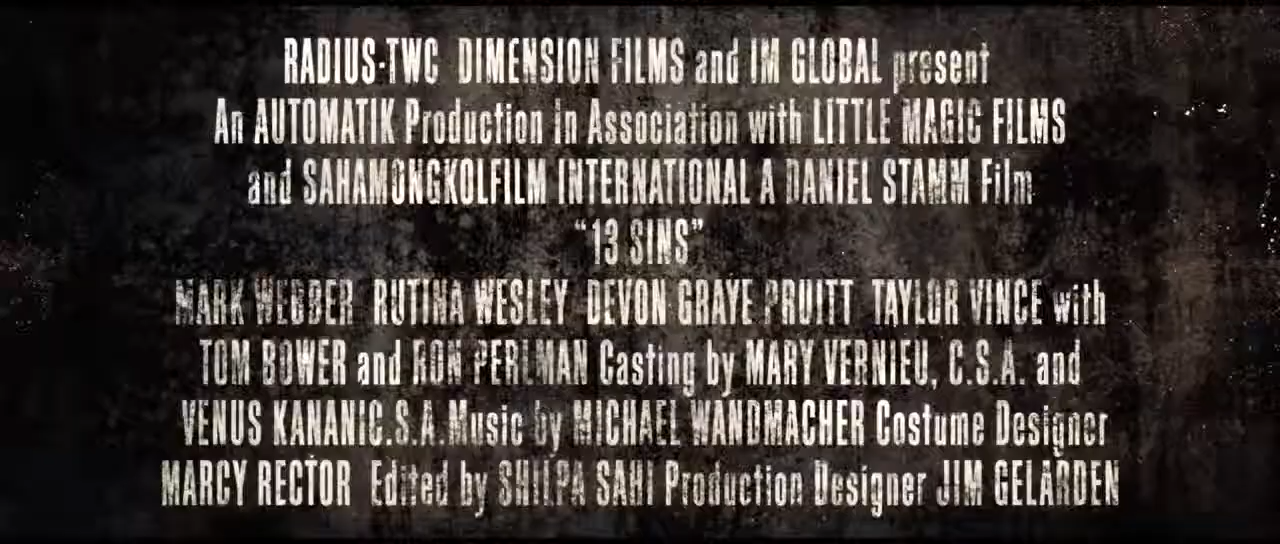 RADIUS-TWC DIMENSION FILMS and IM GLOBAL present
An AUTOMATIK Production in Association with LITTLE MAGIC FILMS
and SAHAMONGKOLFILM INTERNATIONAL A DANIEL STAMM Film
“13 SINS”
MARK WEBBER RUTINA WESLEY DEVON GRAYE PRUITT TAYLOR VINCE with
TOM BOWER and RON PERLMAN Casting by MARY VERNIEU, C.S.A. and
VENUS KANANIC.S.A.Music by MICHAEL WANDMACHER Costume Designer
MARCY RECTOR Edited by SHILPA SAHI Production Designer JIM GELARDEN